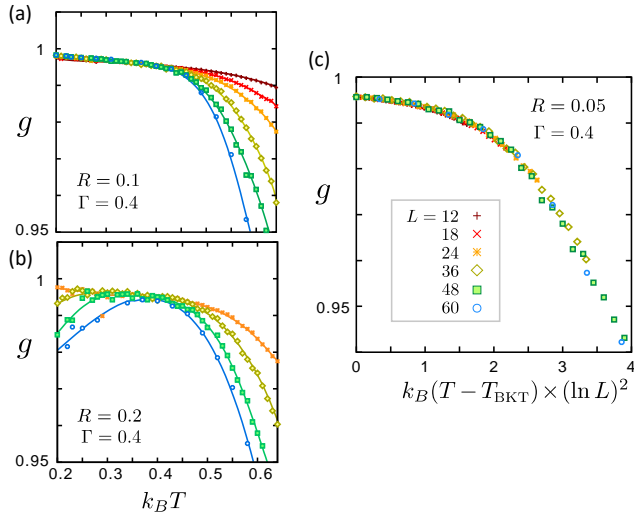 (a)
1
g
R = 0.1
Γ = 0.4
0.95
(b)
1
g
R = 0.2
Γ = 0.4
0.95
0.2 0.3 0.4 0.5 0.6
k_B T
(c)
1
R = 0.05
Γ = 0.4
g
L = 12
18
24
36
48
60
0.95
0 1 2 3 4
k_B(T − T_BKT) × (ln L)^2